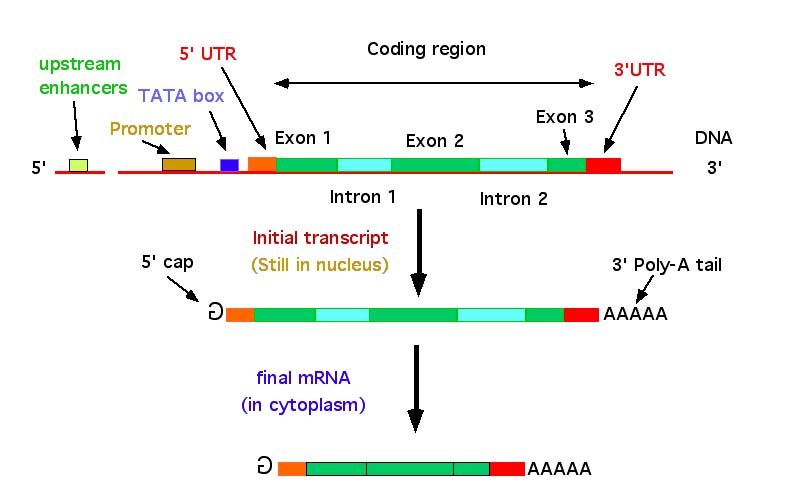 Coding region
5' UTR
upstream
enhancers
3'UTR
TATA box
Promoter
Exon 3
Exon 1
Exon 2
DNA
5'
3'
Intron 1
Intron 2
Initial transcript
(Still in nucleus)
5' cap
3' Poly-A tail
G
AAAAA
final mRNA
(in cytoplasm)
G
AAAAA